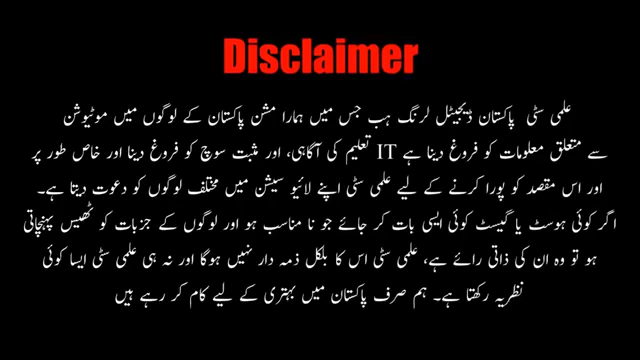 Disclaimer
علمی سٹی پاکستان ڈیجیٹل لرنگ ہب جس میں ہمارا مشن پاکستان کے لوگوں میں موٹیوشن
سے متعلق معلومات کو فروغ دینا ہے IT تعلیم کی آگاہی، اور مثبت سوچ کو فروغ دینا اور خاص طور پر
اور اس مقصد کو پورا کرنے کے لیے علمی سٹی اپنے لائیو سیشن میں مختلف لوگوں کو دعوت دیتا ہے۔
اگر کوئی ہوسٹ یا گیسٹ کوئی ایسی بات کر جائے جو نا مناسب ہو اور لوگوں کے جزبات کو ٹھیس پہنچاتی
ہو تو وہ ان کی ذاتی رائے ہے، علمی سٹی اس کا بلکل ذمہ دار نہیں ہوگا اور نہ ہی علمی سٹی ایسا کوئی
نظریہ رکھتا ہے۔ ہم صرف پاکستان میں بہتری کے لیے کام کر رہے ہیں